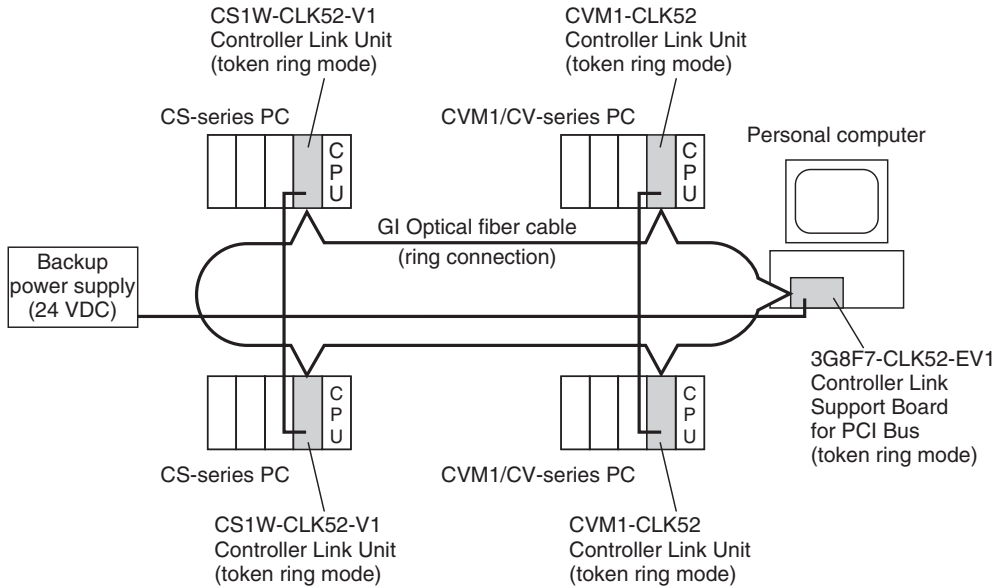 CS1W-CLK52-V1
Controller Link Unit
(token ring mode)
CVM1-CLK52
Controller Link Unit
(token ring mode)
CS-series PC
CVM1/CV-series PC
Personal computer
C
P
U
C
P
U
GI Optical fiber cable
(ring connection)
Backup
power supply
(24 VDC)
3G8F7-CLK52-EV1
Controller Link
Support Board
for PCI Bus
(token ring mode)
C
P
U
C
P
U
CS-series PC
CVM1/CV-series PC
CS1W-CLK52-V1
Controller Link Unit
(token ring mode)
CVM1-CLK52
Controller Link Unit
(token ring mode)